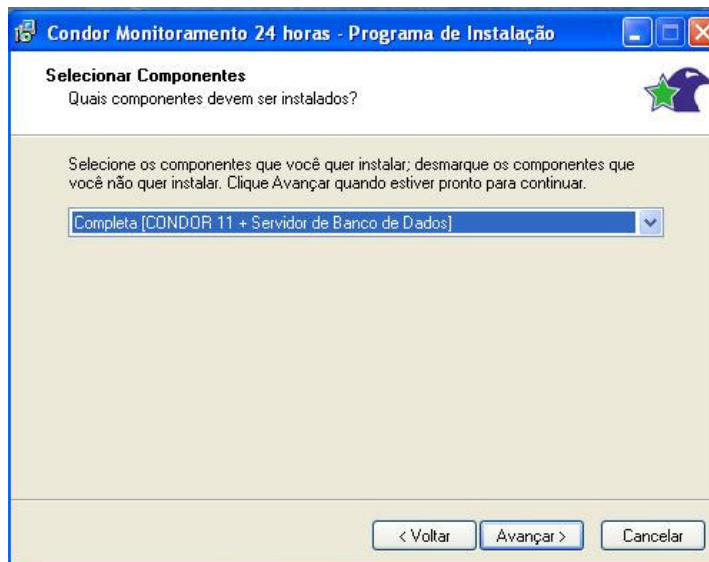 Condor Monitoramento 24 horas - Programa de Instalação
Selecionar Componentes
Quais componentes devem ser instalados?
Selecione os componentes que você quer instalar; desmarque os componentes que
você não quer instalar. Clique Avançar quando estiver pronto para continuar.
Completa [CONDOR 11 + Servidor de Banco de Dados]
< Voltar
Avançar >
Cancelar